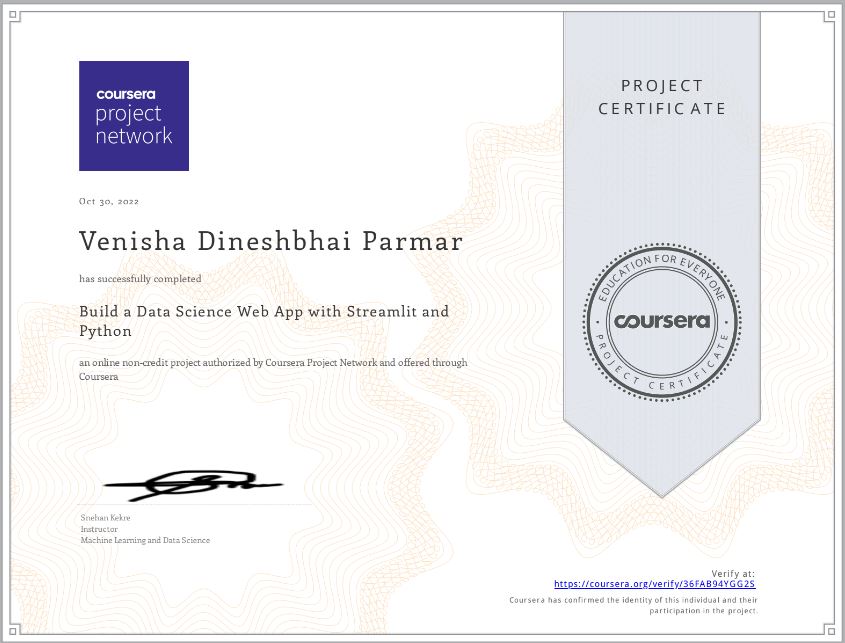 coursera
project
network
PROJECT
CERTIFICATE
Oct 30, 2022
Venisha Dineshbhai Parmar
has successfully completed
Build a Data Science Web App with Streamlit and
Python
an online non-credit project authorized by Coursera Project Network and offered through
Coursera
EDUCATION FOR EVERYONE
coursera
PROJECT CERTIFICATE
Snehan Kekre
Instructor
Machine Learning and Data Science
Verify at:
https://coursera.org/verify/36FAB94YGG2S
Coursera has confirmed the identity of this individual and their
participation in the project.